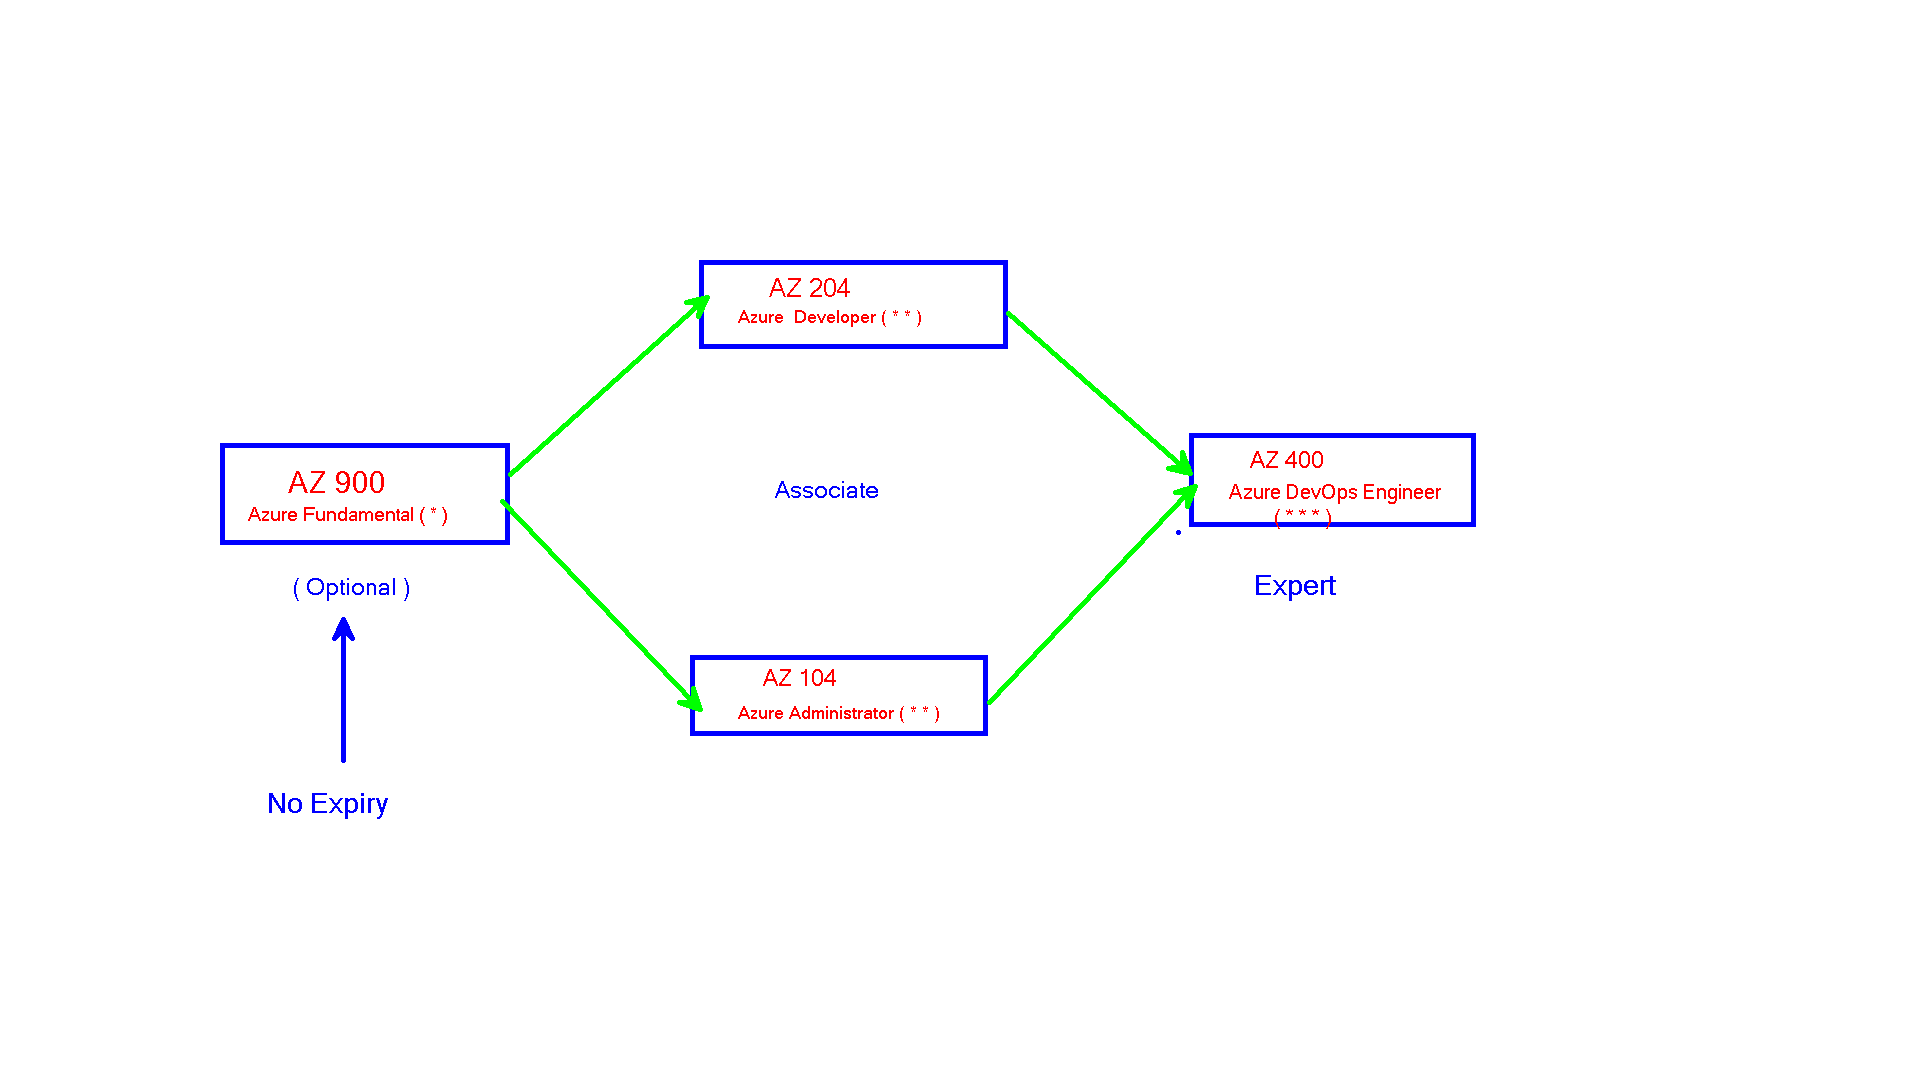 AZ 204
Azure  Developer ( * * )
AZ 900
Azure Fundamental ( * )
( Optional )
No Expiry
Associate
AZ 104
Azure Administrator ( * * )
AZ 400
Azure DevOps Engineer
( * * * )
Expert